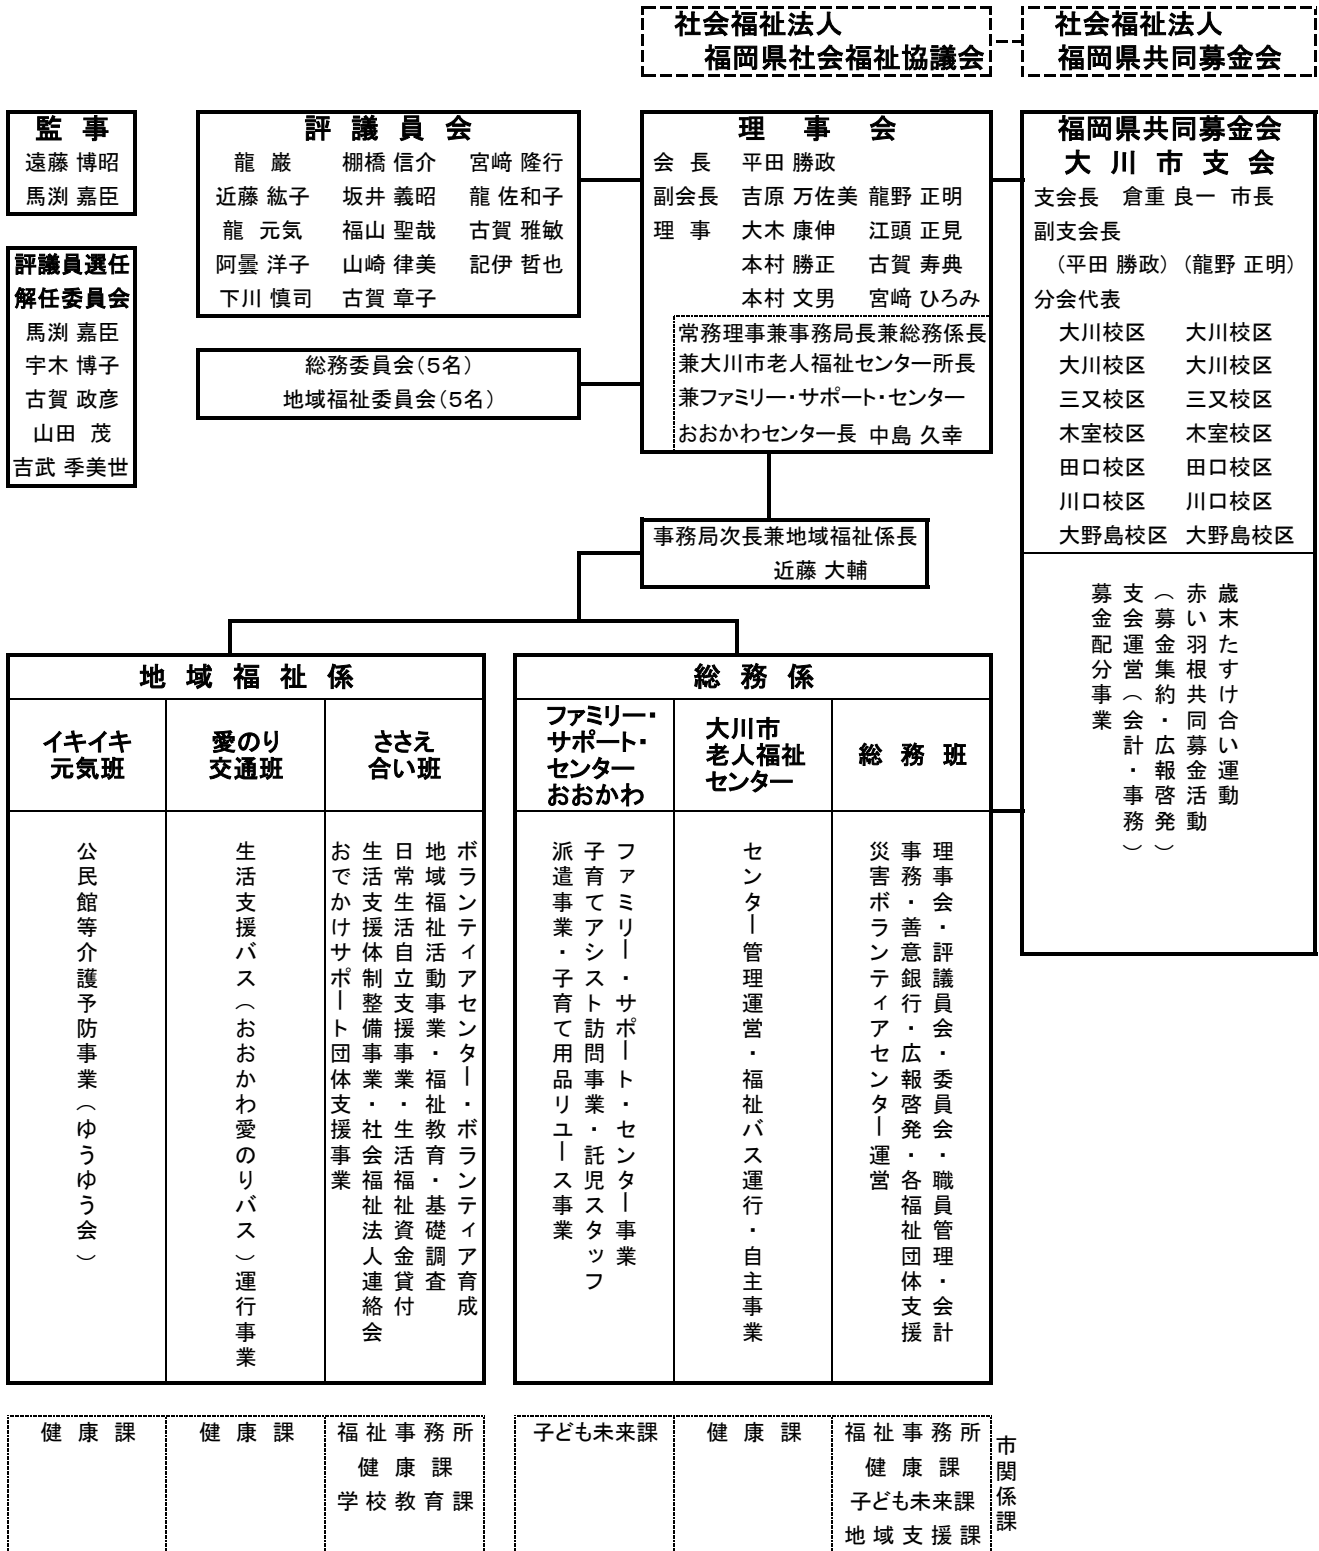 社会福祉法人
福岡県社会福祉協議会
社会福祉法人
福岡県共同募金会
監事
遠藤 博昭
馬渕 嘉臣
評議員選任
解任委員会
馬渕 嘉臣
宇木 博子
古賀 政彦
山田 茂
吉武 季美世
評議員会
龍 巌 棚橋 信介 宮﨑 隆行
近藤 紘子 坂井 義昭 龍 佐和子
龍 元気 福山 聖哉 古賀 雅敏
阿曇 洋子 山崎 律美 記伊 哲也
下川 慎司 古賀 章子
総務委員会(5名)
地域福祉委員会(5名)
理事会
会長 平田 勝政
副会長 吉原 万佐美 龍野 正明
理事 大木 康伸 江頭 正見
本村 勝正 古賀 寿典
本村 文男 宮﨑 ひろみ
常務理事兼事務局長兼総務係長
兼大川市老人福祉センター所長
兼ファミリー・サポート・センター
おおかわセンター長 中島 久幸
福岡県共同募金会
大川市支会
支会長 倉重 良一 市長
副支会長
(平田 勝政) (龍野 正明)
分会代表
大川校区 大川校区
大川校区 大川校区
三又校区 三又校区
木室校区 木室校区
田口校区 田口校区
川口校区 川口校区
大野島校区 大野島校区
歳末たすけ合い運動
赤い羽根共同募金活動
(募金集約・広報啓発)
支会運営(会計・事務)
募金配分事業
事務局次長兼地域福祉係長
近藤 大輔
地域福祉係
イキイキ
元気班
公民館等介護予防事業(ゆうゆう会)
愛のり
交通班
生活支援バス(おおかわ愛のりバス)運行事業
ささえ
合い班
ボランティアセンター・ボランティア育成
地域福祉活動事業・福祉教育・基礎調査
日常生活自立支援事業・生活福祉資金貸付
生活支援体制整備事業・社会福祉法人連絡会
おでかけサポート団体支援事業
総務係
ファミリー・
サポート・
センター
おおかわ
ファミリー・サポート・センター事業
子育てアシスト訪問事業・託児スタッフ
派遣事業・子育て用品リユース事業
大川市
老人福祉
センター
センター管理運営・福祉バス運行・自主事業
総務班
理事会・評議員会・委員会・職員管理・会計
事務・善意銀行・広報啓発・各福祉団体支援
災害ボランティアセンター運営
健康課
健康課
福祉事務所
健康課
学校教育課
子ども未来課
健康課
福祉事務所
健康課
子ども未来課
地域支援課
市関係課